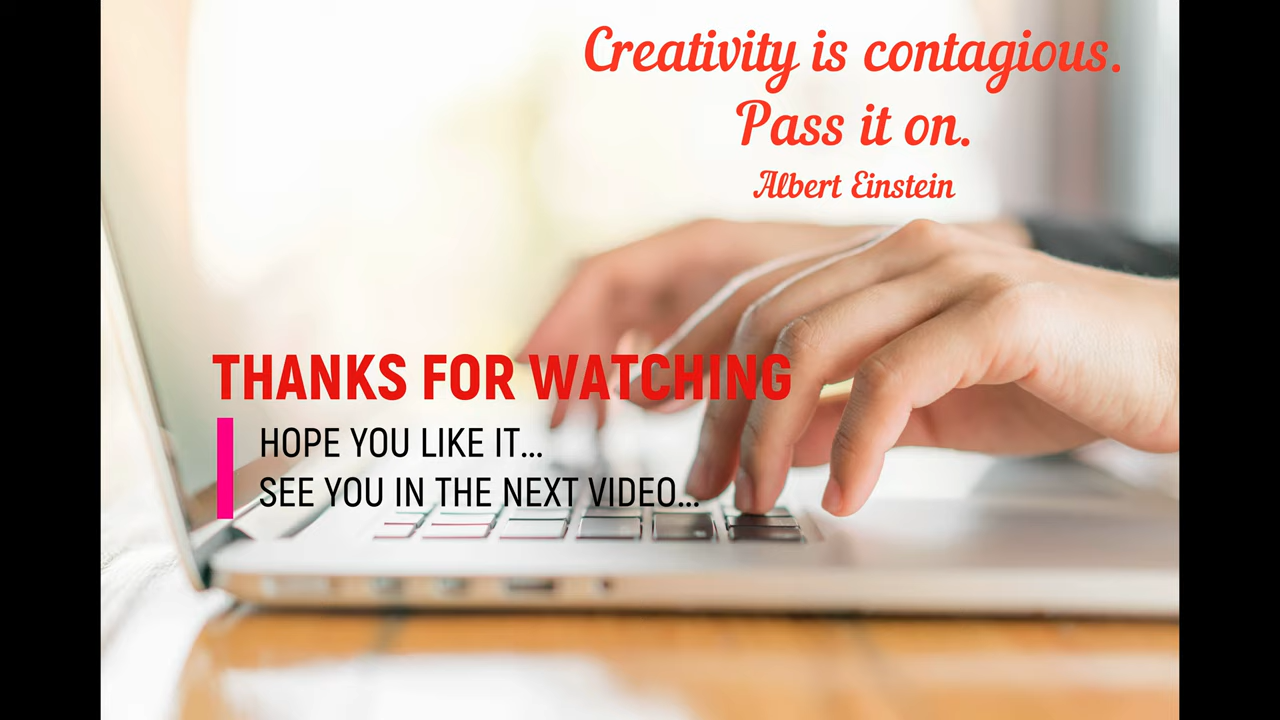 Creativity is contagious.
Pass it on.
Albert Einstein
THANKS FOR WATCHING
HOPE YOU LIKE IT...
SEE YOU IN THE NEXT VIDEO...